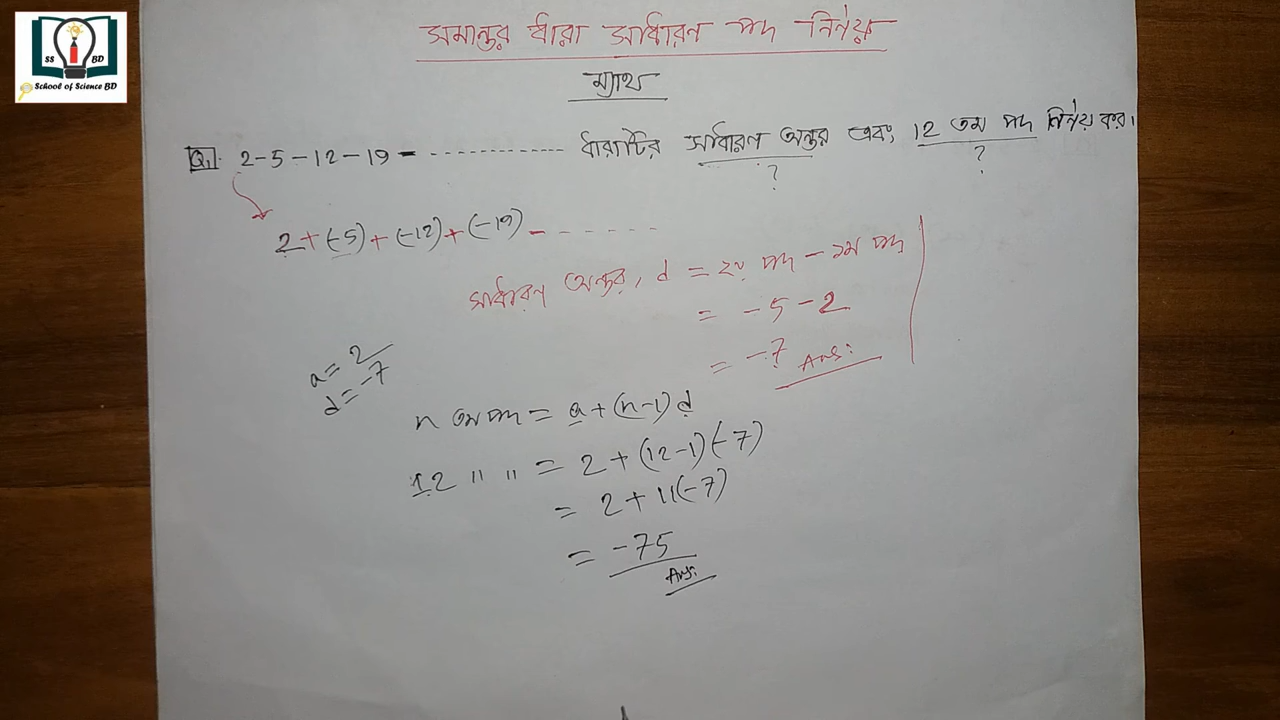 SS BD
School of Science BD
সমান্তর ধারা সাধারণ পদ নির্ণয়
ম্যাথ
Q1. 2-5-12-19- .............. ধারাটির সাধারণ অন্তর এবং 12 তম পদ নির্ণয় কর।
? ?
2+(-5)+(-12)+(-19) - - - - - - -
সাধারণ অন্তর, d = ২য় পদ - ১ম পদ
= -5-2
= -7 Ans:
a = 2
d = -7
n তম পদ = a+(n-1)d
12 " " = 2+(12-1)(-7)
= 2+11(-7)
= -75
Ans: